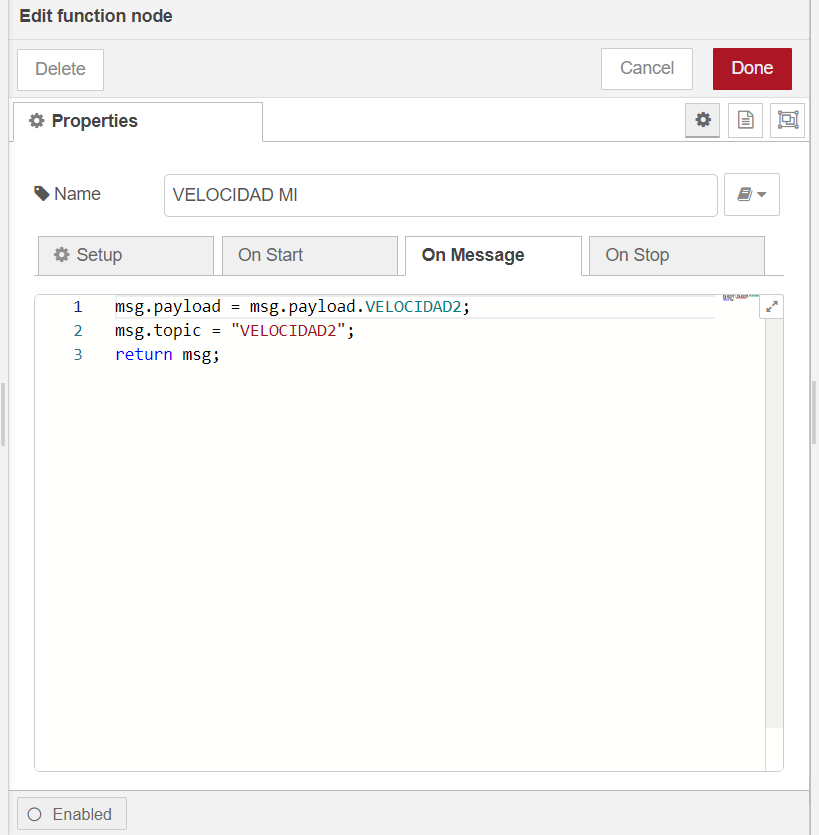 Edit function node
Delete
Cancel
Done
Properties
Name
VELOCIDAD MI
Setup
On Start
On Message
On Stop
1 msg.payload = msg.payload.VELOCIDAD2;
2 msg.topic = "VELOCIDAD2";
3 return msg;
Enabled